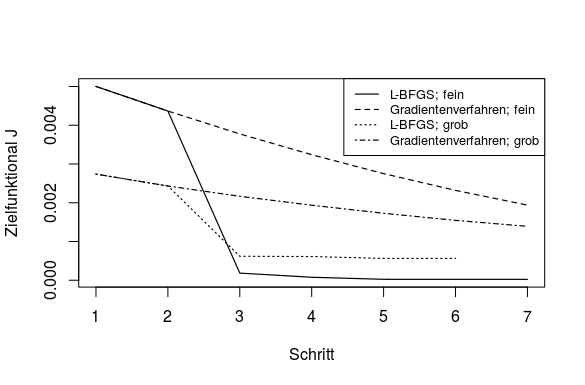 L-BFGS; fein
Gradientenverfahren; fein
L-BFGS; grob
Gradientenverfahren; grob
Zielfunktional J
0.004
0.002
0.000
1 2 3 4 5 6 7
Schritt